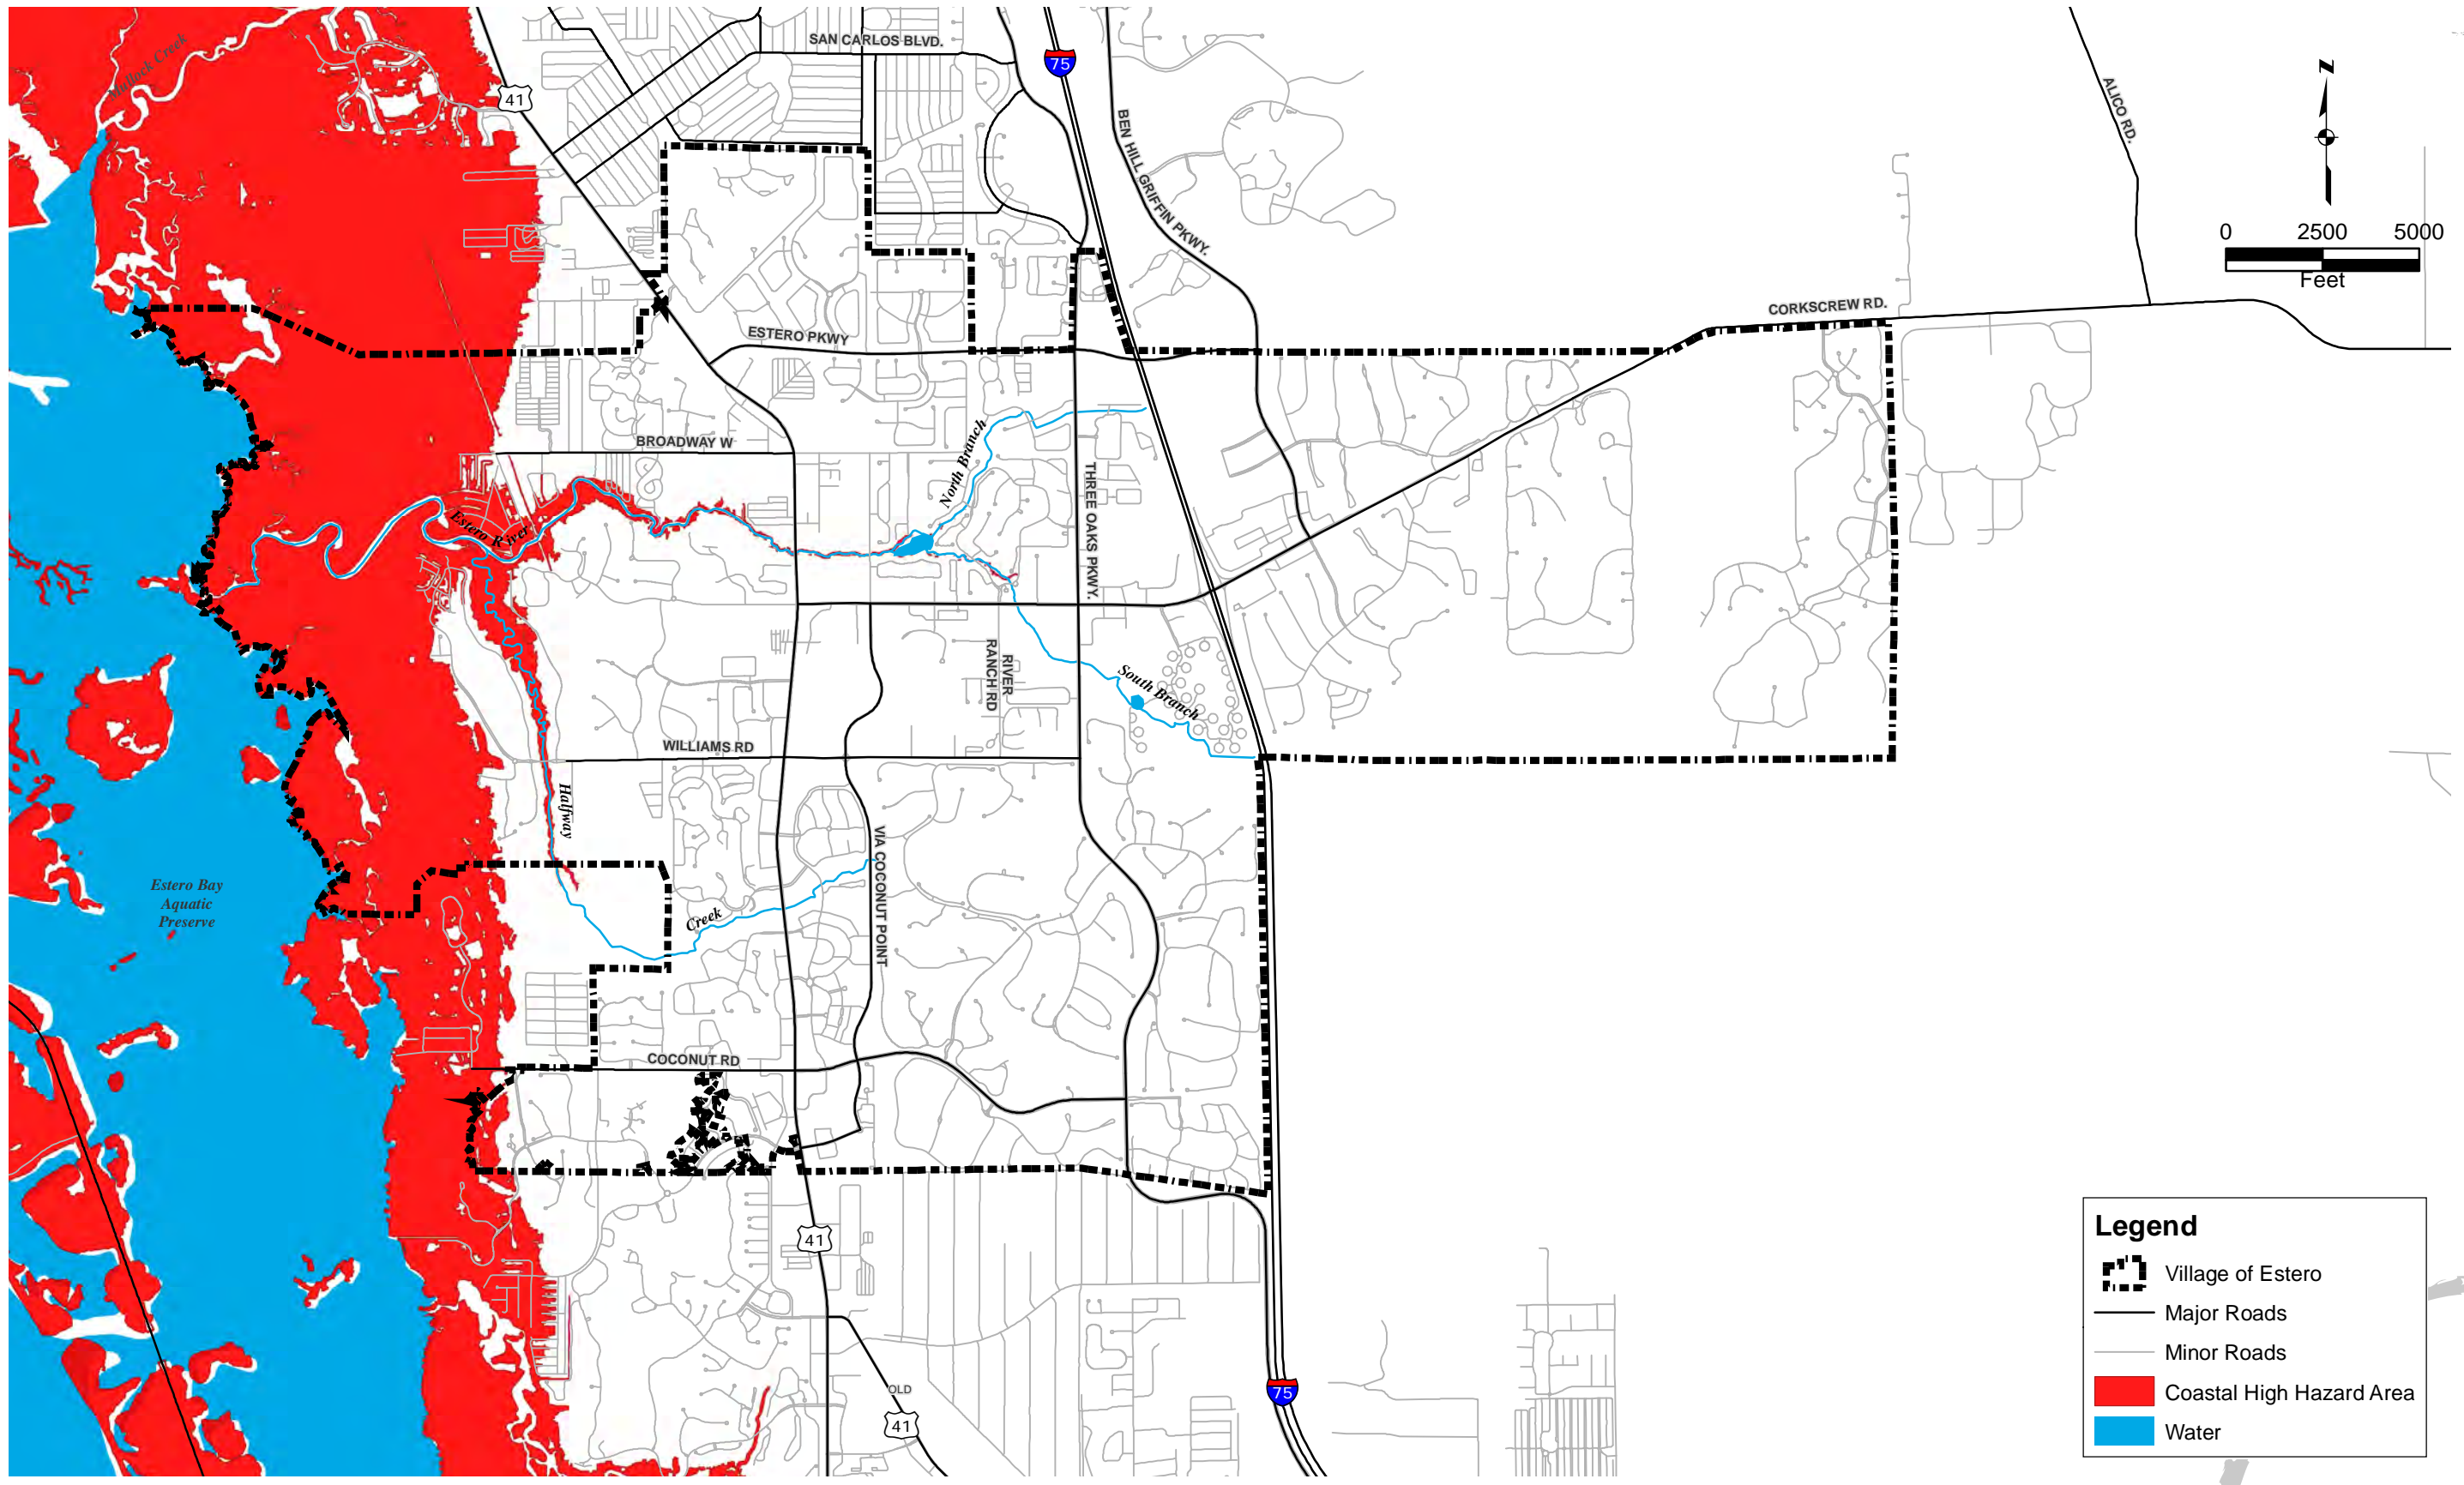 Mullock Creek
SAN CARLOS BLVD.
75
41
BEN HILL GRIFFIN PKWY.
ALICO RD.
N
0 2500 5000
Feet
CORKSCREW RD.
ESTERO PKWY
BROADWAY W
North Branch
THREE OAKS PKWY.
Estero River
RIVER
RANCH RD
South Branch
WILLIAMS RD
Halfway
VIA COCONUT POINT
Estero Bay
Aquatic
Preserve
Creek
COCONUT RD
41
75
OLD
41
Legend
Village of Estero
Major Roads
Minor Roads
Coastal High Hazard Area
Water